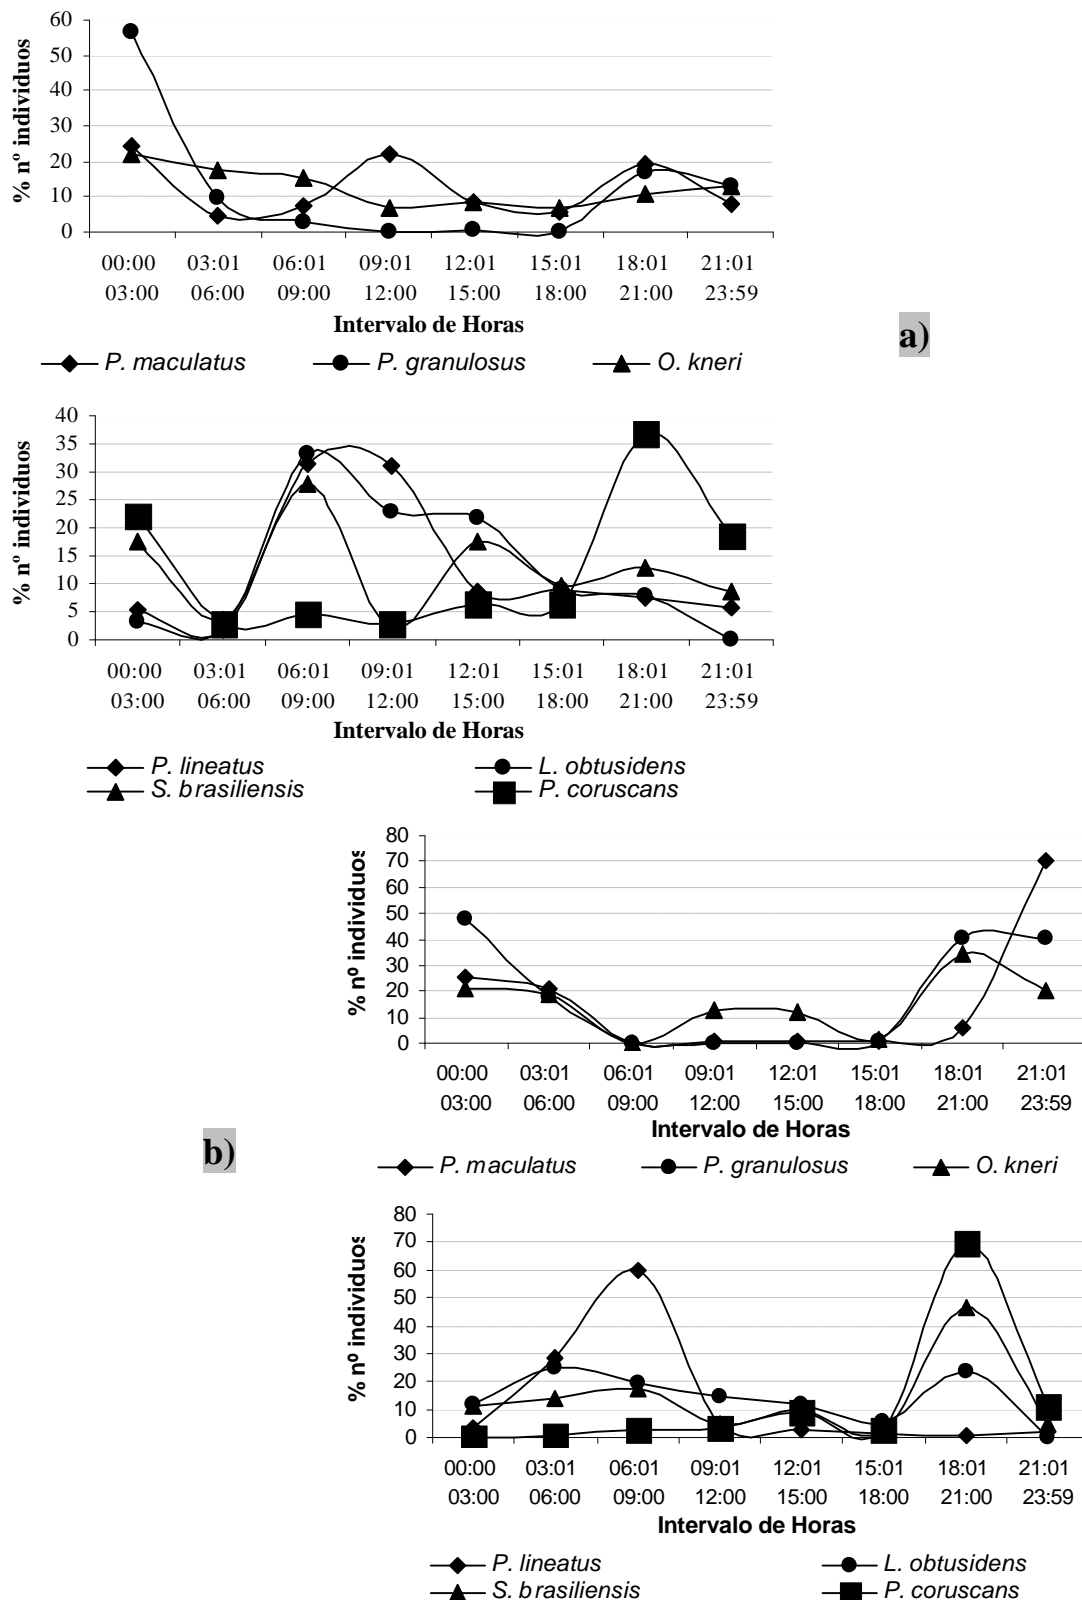 60
50
40
30
20
10
0
% nº individuos
00:00 03:01 06:01 09:01 12:01 15:01 18:01 21:01
03:00 06:00 09:00 12:00 15:00 18:00 21:00 23:59
Intervalo de Horas
P. maculatus P. granulosus O. kneri
a)
40
35
30
25
20
15
10
5
0
% nº individuos
00:00 03:01 06:01 09:01 12:01 15:01 18:01 21:01
03:00 06:00 09:00 12:00 15:00 18:00 21:00 23:59
Intervalo de Horas
P. lineatus L. obtusidens
S. brasiliensis P. coruscans
80
70
60
50
40
30
20
10
0
% nº individuos
00:00 03:01 06:01 09:01 12:01 15:01 18:01 21:01
03:00 06:00 09:00 12:00 15:00 18:00 21:00 23:59
Intervalo de Horas
P. maculatus P. granulosus O. kneri
b)
80
70
60
50
40
30
20
10
0
% nº individuos
00:00 03:01 06:01 09:01 12:01 15:01 18:01 21:01
03:00 06:00 09:00 12:00 15:00 18:00 21:00 23:59
Intervalo de Horas
P. lineatus L. obtusidens
S. brasiliensis P. coruscans